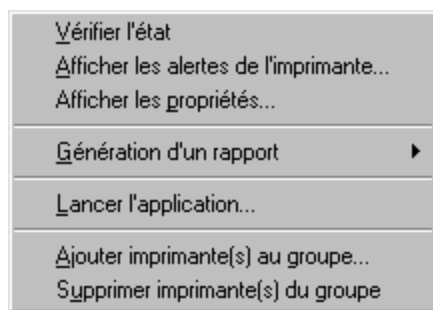 Vérifier l'état
Afficher les alertes de l'imprimante...
Afficher les propriétés...
Génération d'un rapport
Lancer l'application...
Ajouter imprimante(s) au groupe...
Supprimer imprimante(s) du groupe